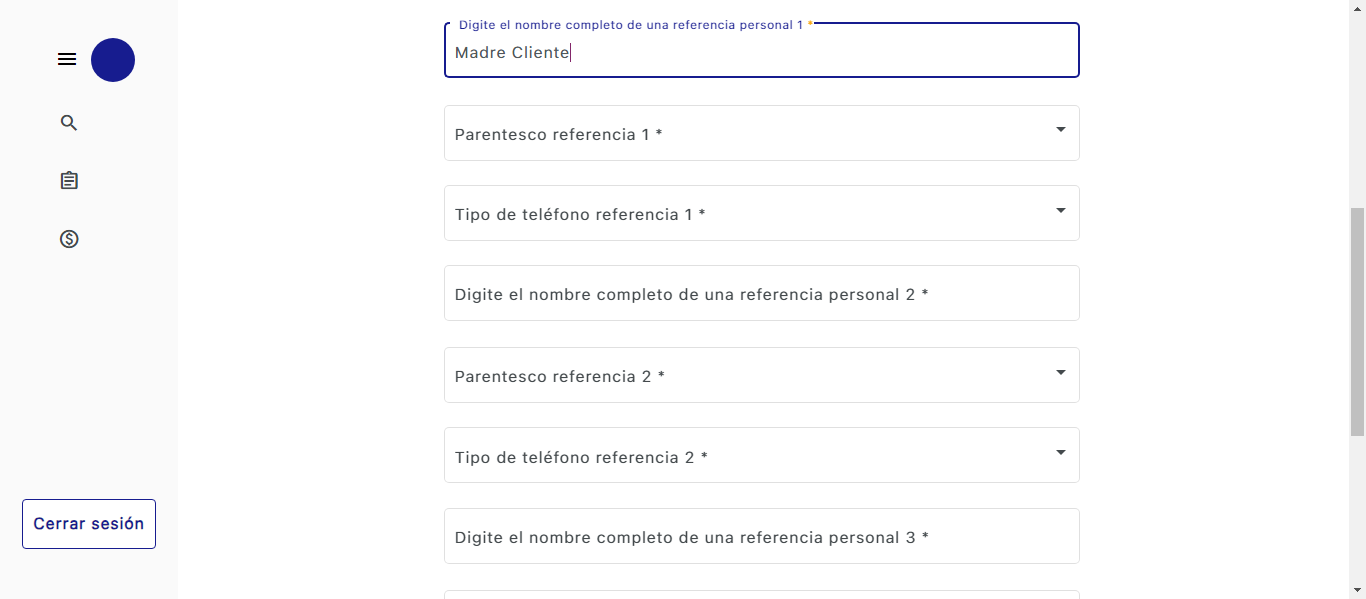 Digite el nombre completo de una referencia personal 1 *
Madre Cliente
Parentesco referencia 1 *
Tipo de teléfono referencia 1 *
Digite el nombre completo de una referencia personal 2 *
Parentesco referencia 2 *
Tipo de teléfono referencia 2 *
Cerrar sesión
Digite el nombre completo de una referencia personal 3 *